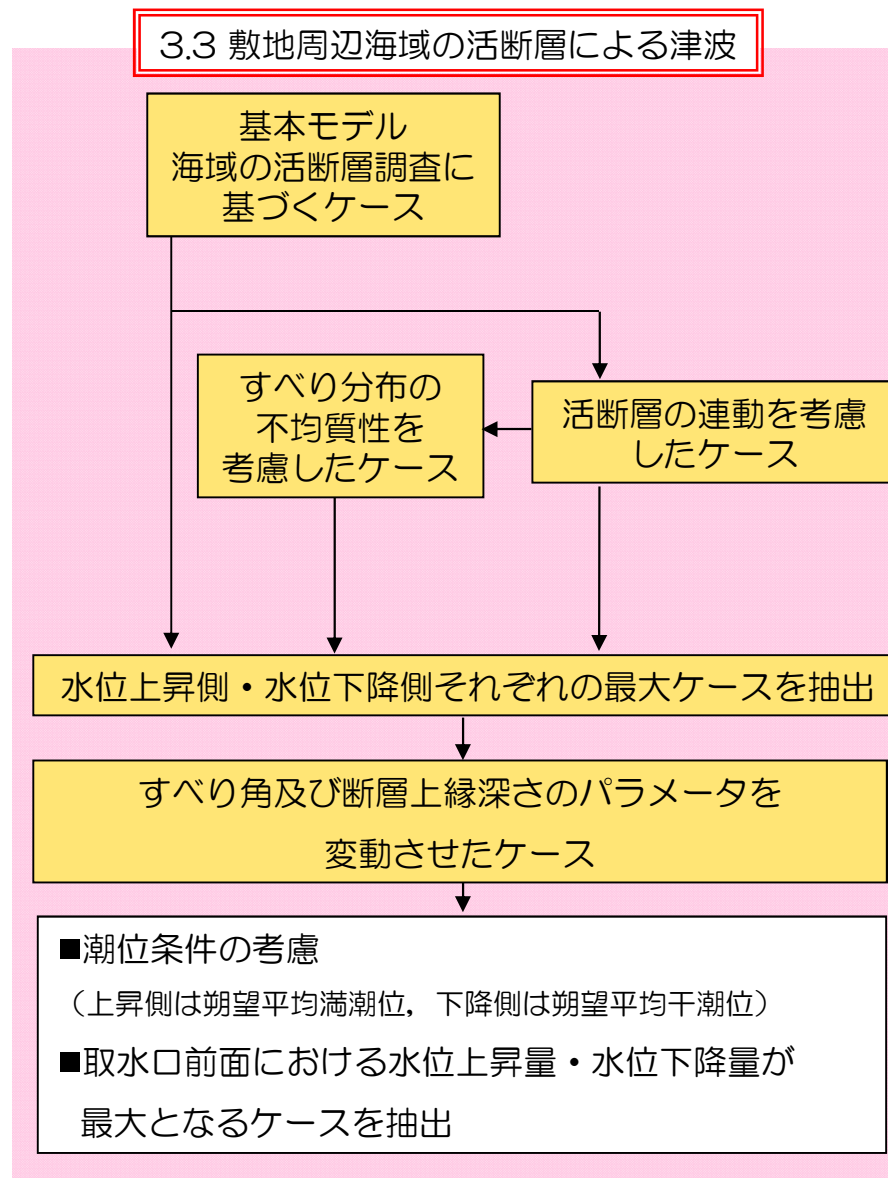 3.3 敷地周辺海域の活断層による津波
基本モデル
海域の活断層調査に
基づくケース
すべり分布の
不均質性を
考慮したケース
活断層の連動を考慮
したケース
水位上昇側・水位下降側それぞれの最大ケースを抽出
すべり角及び断層上縁深さのパラメータを
変動させたケース
■潮位条件の考慮
（上昇側は朔望平均満潮位，下降側は朔望平均干潮位）
■取水口前面における水位上昇量・水位下降量が
最大となるケースを抽出